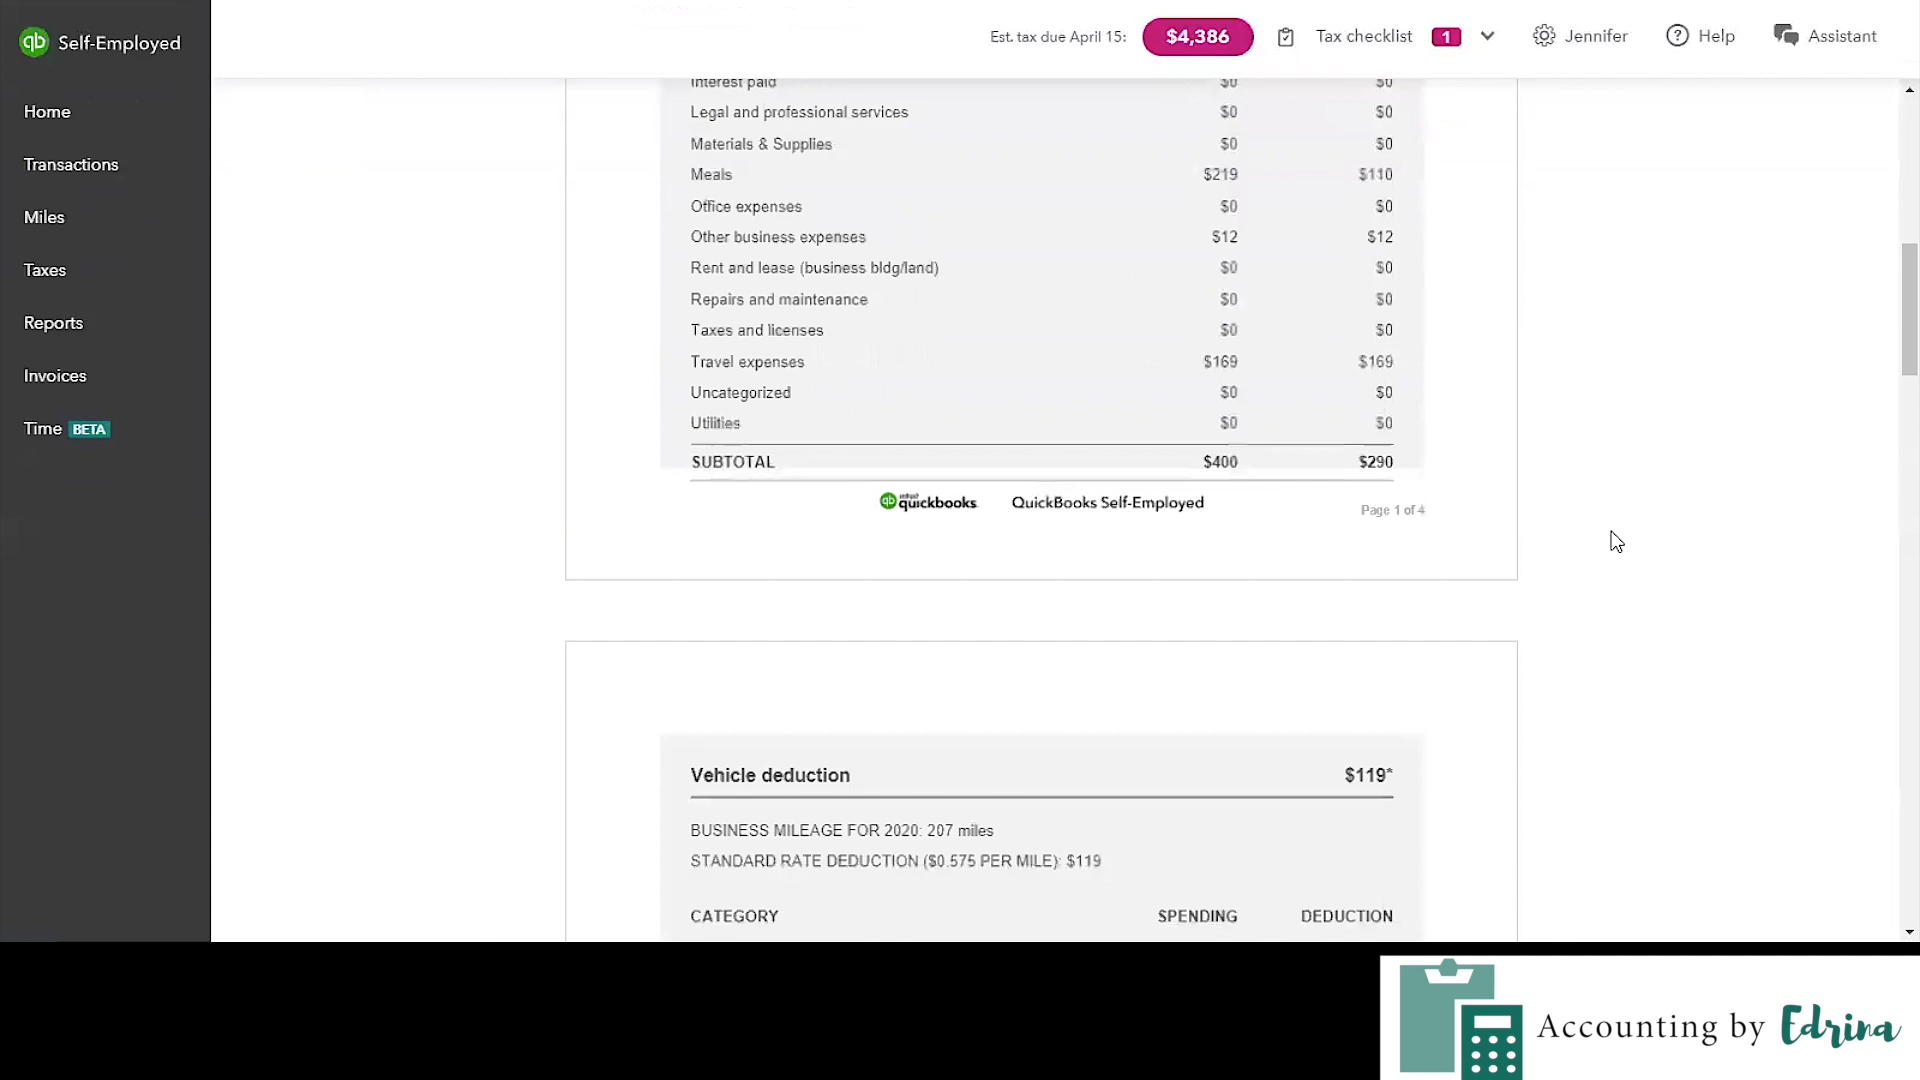 qb Self-Employed
Est. tax due April 15: $4,386 Tax checklist 1 Jennifer Help Assistant
Home
Transactions
Miles
Taxes
Reports
Invoices
Time BETA
Interest paid $0 $0
Legal and professional services $0 $0
Materials & Supplies $0 $0
Meals $219 $110
Office expenses $0 $0
Other business expenses $12 $12
Rent and lease (business bldg/land) $0 $0
Repairs and maintenance $0 $0
Taxes and licenses $0 $0
Travel expenses $169 $169
Uncategorized $0 $0
Utilities $0 $0
SUBTOTAL $400 $290
qb intuit quickbooks QuickBooks Self-Employed
Page 1 of 4
Vehicle deduction $119*
BUSINESS MILEAGE FOR 2020: 207 miles
STANDARD RATE DEDUCTION ($0.575 PER MILE): $119
CATEGORY SPENDING DEDUCTION
Accounting by Edrina